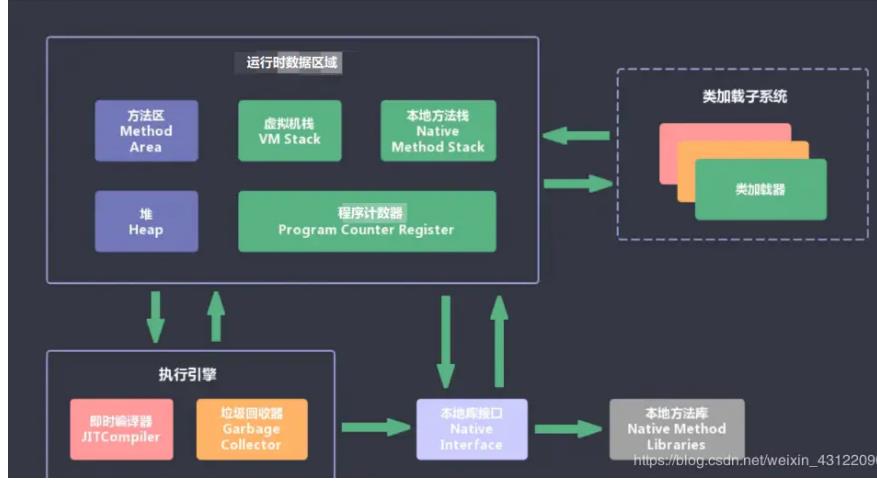 运行时数据区域
方法区
Method
Area
虚拟机栈
VM Stack
本地方法栈
Native
Method Stack
堆
Heap
程序计数器
Program Counter Register
类加载子系统
类加载器
执行引擎
即时编译器
JITCompiler
垃圾回收器
Garbage
Collector
本地库接口
Native
Interface
本地方法库
Native Method
Libraries
https://blog.csdn.net/weixin_4312209